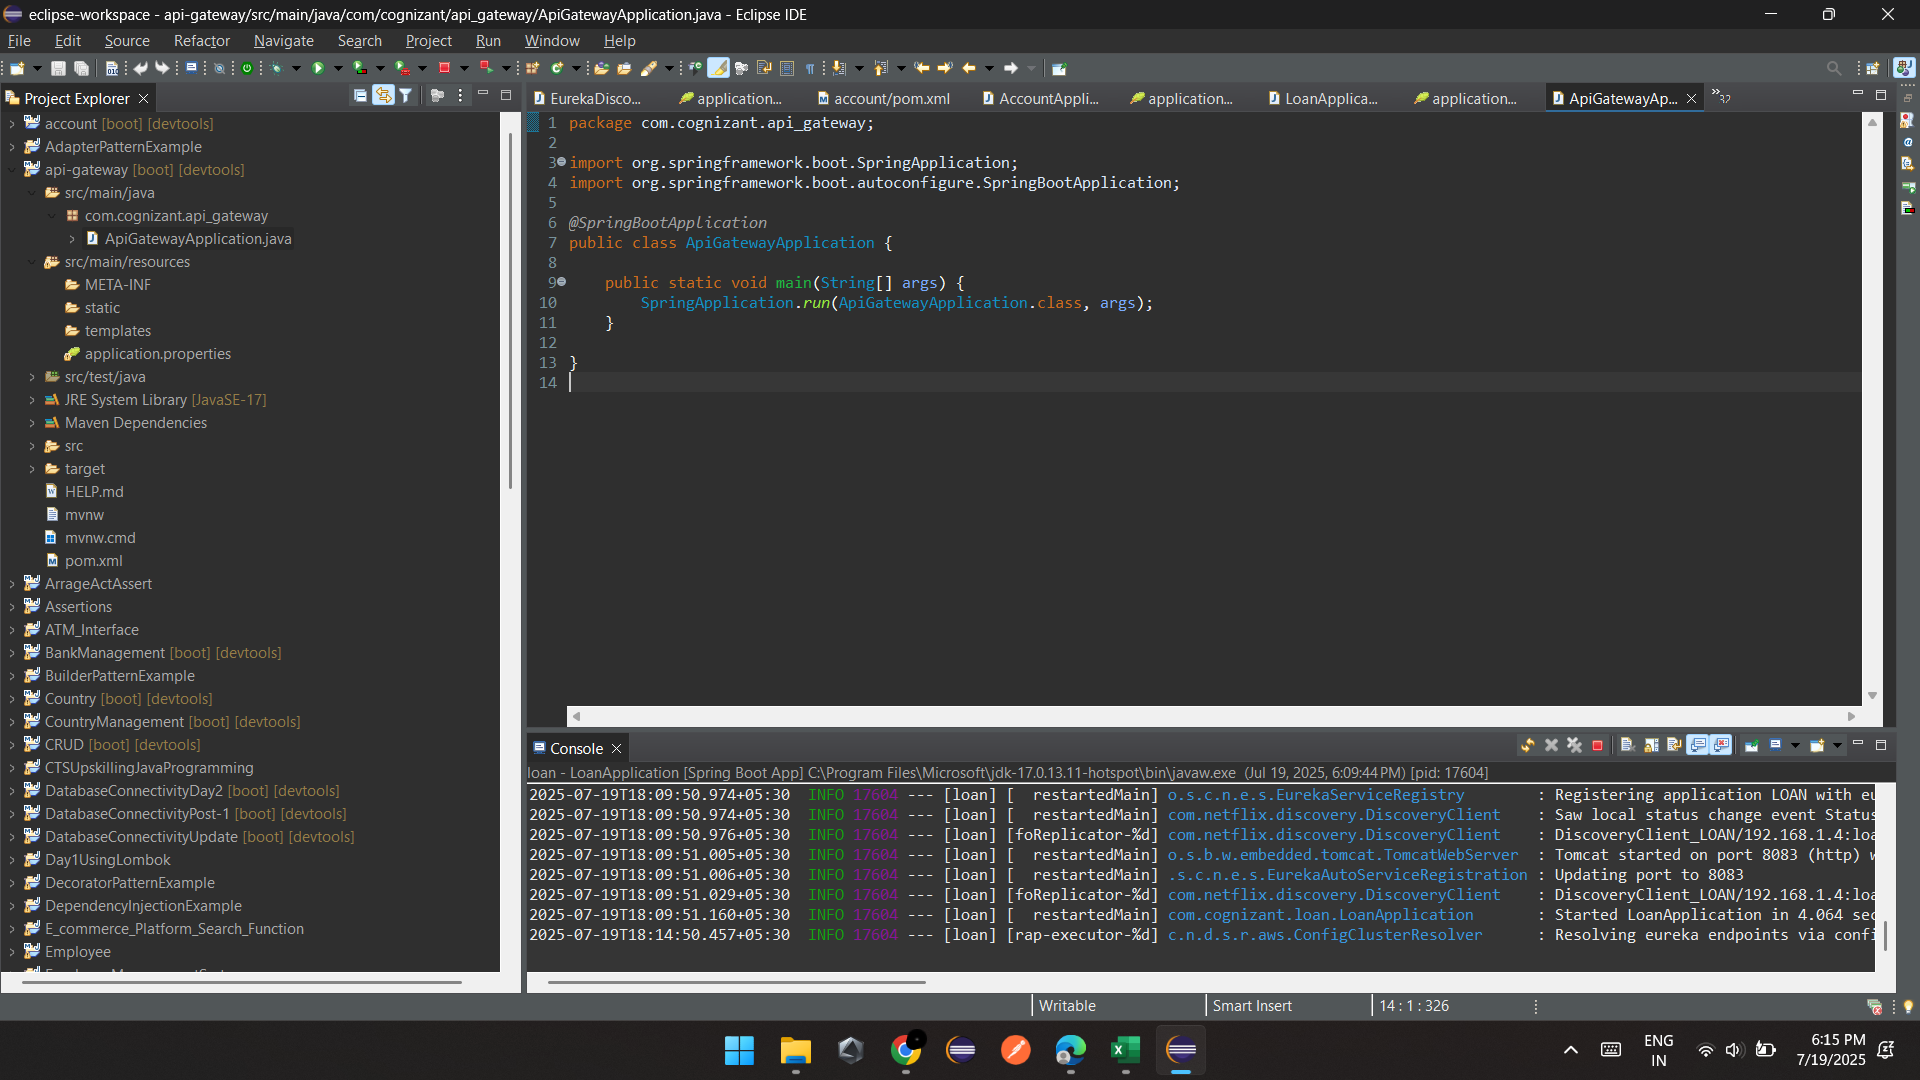 eclipse-workspace - api-gateway/src/main/java/com/cognizant/api_gateway/ApiGatewayApplication.java - Eclipse IDE
File Edit Source Refactor Navigate Search Project Run Window Help
Project Explorer
account [boot] [devtools]
AdapterPatternExample
api-gateway [boot] [devtools]
src/main/java
com.cognizant.api_gateway
ApiGatewayApplication.java
src/main/resources
META-INF
static
templates
application.properties
src/test/java
JRE System Library [JavaSE-17]
Maven Dependencies
src
target
HELP.md
mvnw
mvnw.cmd
pom.xml
ArrageActAssert
Assertions
ATM_Interface
BankManagement [boot] [devtools]
BuilderPatternExample
Country [boot] [devtools]
CountryManagement [boot] [devtools]
CRUD [boot] [devtools]
CTSUpskillingJavaProgramming
DatabaseConnectivityDay2 [boot] [devtools]
DatabaseConnectivityPost-1 [boot] [devtools]
DatabaseConnectivityUpdate [boot] [devtools]
Day1UsingLombok
DecoratorPatternExample
DependencyInjectionExample
E_commerce_Platform_Search_Function
Employee
EurekaDisco... application... account/pom.xml AccountAppli... application... LoanApplica... application... ApiGatewayAp... »32
1 package com.cognizant.api_gateway;
2
3 import org.springframework.boot.SpringApplication;
4 import org.springframework.boot.autoconfigure.SpringBootApplication;
5
6 @SpringBootApplication
7 public class ApiGatewayApplication {
8
9 public static void main(String[] args) {
10 SpringApplication.run(ApiGatewayApplication.class, args);
11 }
12
13 }
14
Console
loan - LoanApplication [Spring Boot App] C:\Program Files\Microsoft\jdk-17.0.13.11-hotspot\bin\javaw.exe (Jul 19, 2025, 6:09:44 PM) [pid: 17604]
2025-07-19T18:09:50.974+05:30 INFO 17604 --- [loan] [ restartedMain] o.s.c.n.e.s.EurekaServiceRegistry : Registering application LOAN with eu
2025-07-19T18:09:50.974+05:30 INFO 17604 --- [loan] [ restartedMain] com.netflix.discovery.DiscoveryClient : Saw local status change event Status
2025-07-19T18:09:50.976+05:30 INFO 17604 --- [loan] [foReplicator-%d] com.netflix.discovery.DiscoveryClient : DiscoveryClient_LOAN/192.168.1.4:loa
2025-07-19T18:09:51.005+05:30 INFO 17604 --- [loan] [ restartedMain] o.s.b.w.embedded.tomcat.TomcatWebServer : Tomcat started on port 8083 (http) w
2025-07-19T18:09:51.006+05:30 INFO 17604 --- [loan] [ restartedMain] .s.c.n.e.s.EurekaAutoServiceRegistration : Updating port to 8083
2025-07-19T18:09:51.029+05:30 INFO 17604 --- [loan] [foReplicator-%d] com.netflix.discovery.DiscoveryClient : DiscoveryClient_LOAN/192.168.1.4:loa
2025-07-19T18:09:51.160+05:30 INFO 17604 --- [loan] [ restartedMain] com.cognizant.loan.LoanApplication : Started LoanApplication in 4.064 sec
2025-07-19T18:14:50.457+05:30 INFO 17604 --- [loan] [rap-executor-%d] c.n.d.s.r.aws.ConfigClusterResolver : Resolving eureka endpoints via confi
Writable Smart Insert 14 : 1 : 326
ENG
IN
6:15 PM
7/19/2025